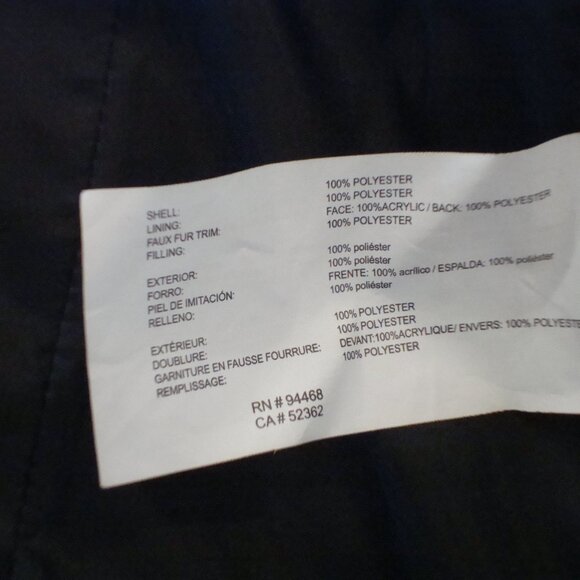 SHELL: 100% POLYESTER
LINING: 100% POLYESTER
FAUX FUR TRIM: FACE: 100%ACRYLIC / BACK: 100% POLYESTER
FILLING: 100% POLYESTER
EXTERIOR: 100% poliéster
FORRO: 100% poliéster
PIEL DE IMITACIÓN: FRENTE: 100% acrílico / ESPALDA: 100% poliéster
RELLENO: 100% poliéster
EXTÉRIEUR: 100% POLYESTER
DOUBLURE: 100% POLYESTER
GARNITURE EN FAUSSE FOURRURE: DEVANT:100%ACRYLIQUE/ ENVERS: 100% POLYESTE
REMPLISSAGE: 100% POLYESTER
RN # 94468
CA # 52362